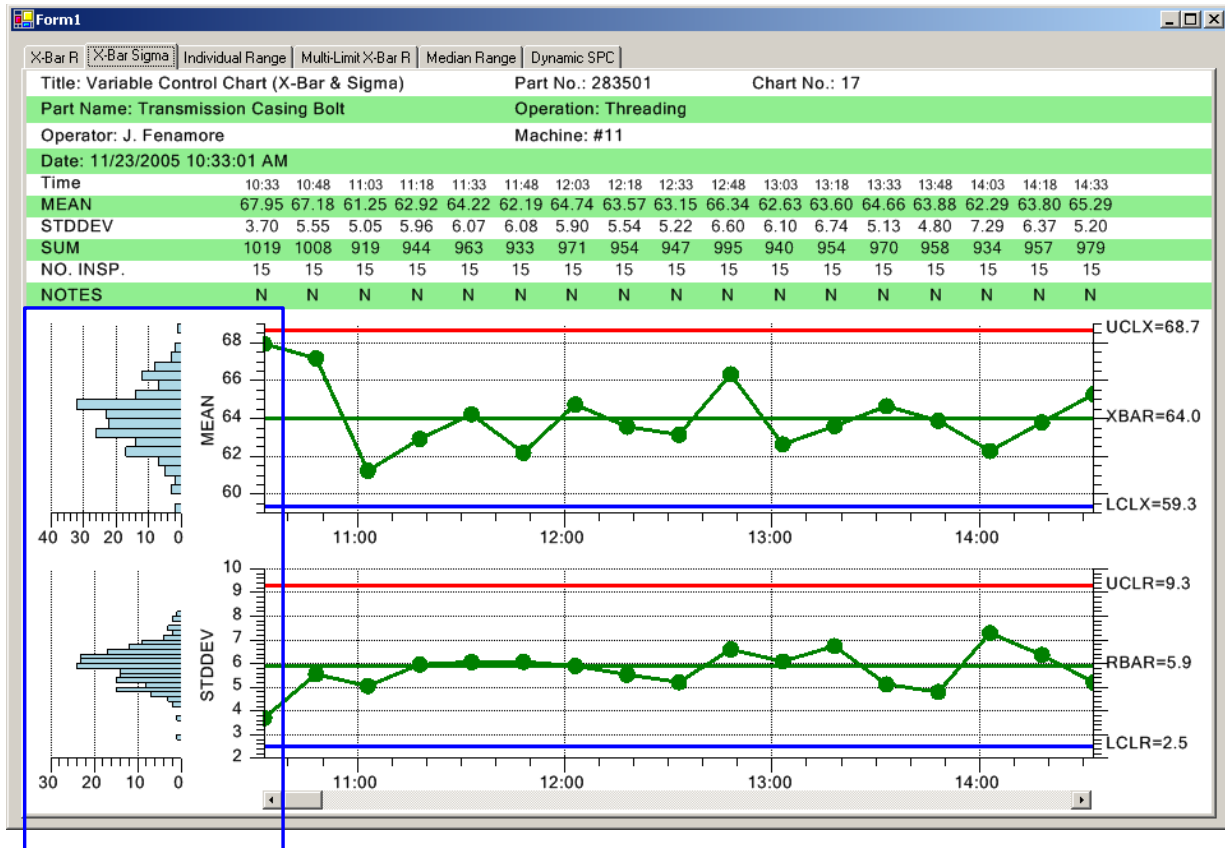 Form1
X-Bar R X-Bar Sigma Individual Range Multi-Limit X-Bar R Median Range Dynamic SPC
Title: Variable Control Chart (X-Bar & Sigma) Part No.: 283501 Chart No.: 17
Part Name: Transmission Casing Bolt Operation: Threading
Operator: J. Fenamore Machine: #11
Date: 11/23/2005 10:33:01 AM
Time 10:33 10:48 11:03 11:18 11:33 11:48 12:03 12:18 12:33 12:48 13:03 13:18 13:33 13:48 14:03 14:18 14:33
MEAN 67.95 67.18 61.25 62.92 64.22 62.19 64.74 63.57 63.15 66.34 62.63 63.60 64.66 63.88 62.29 63.80 65.29
STDDEV 3.70 5.55 5.05 5.96 6.07 6.08 5.90 5.54 5.22 6.60 6.10 6.74 5.13 4.80 7.29 6.37 5.20
SUM 1019 1008 919 944 963 933 971 954 947 995 940 954 970 958 934 957 979
NO. INSP. 15 15 15 15 15 15 15 15 15 15 15 15 15 15 15 15 15
NOTES N N N N N N N N N N N N N N N N N
MEAN
68
66
64
62
60
UCLX=68.7
XBAR=64.0
LCLX=59.3
40 30 20 10 0
11:00 12:00 13:00 14:00
STDDEV
10
9
8
7
6
5
4
3
2
UCLR=9.3
RBAR=5.9
LCLR=2.5
30 20 10 0
11:00 12:00 13:00 14:00